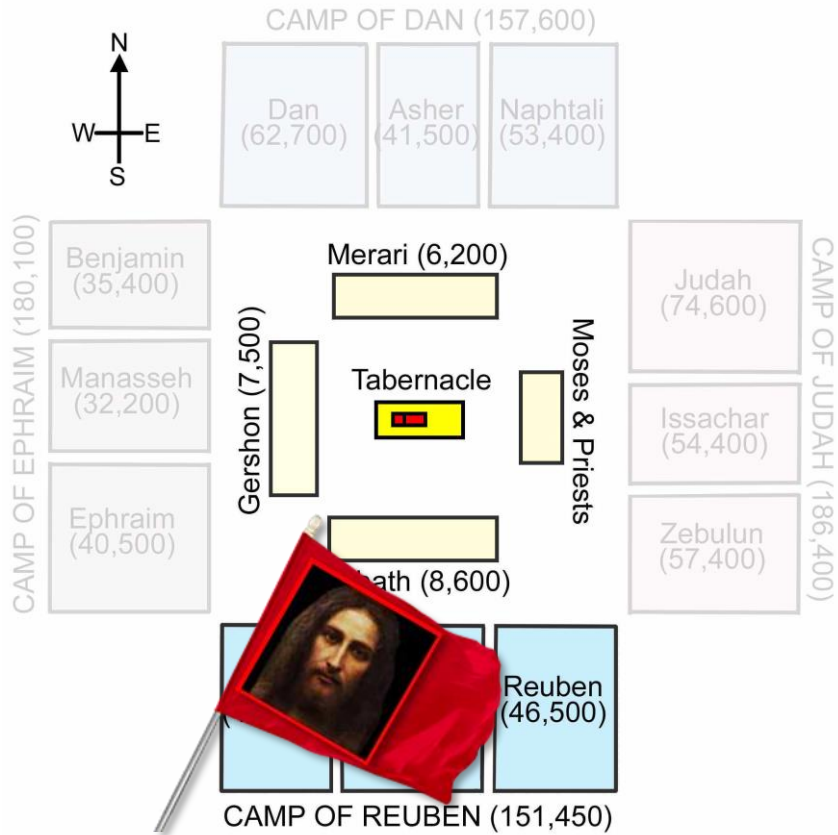 CAMP OF DAN (157,600)
N
W E
S
Dan
(62,700)
Asher
(41,500)
Naphtali
(53,400)
CAMP OF EPHRAIM (180,100)
Benjamin
(35,400)
Manasseh
(32,200)
Ephraim
(40,500)
Merari (6,200)
Gershon (7,500)
Tabernacle
Moses & Priests
(8,600)
Judah
(74,600)
Issachar
(54,400)
Zebulun
(57,400)
CAMP OF JUDAH (186,400)
Reuben
(46,500)
CAMP OF REUBEN (151,450)